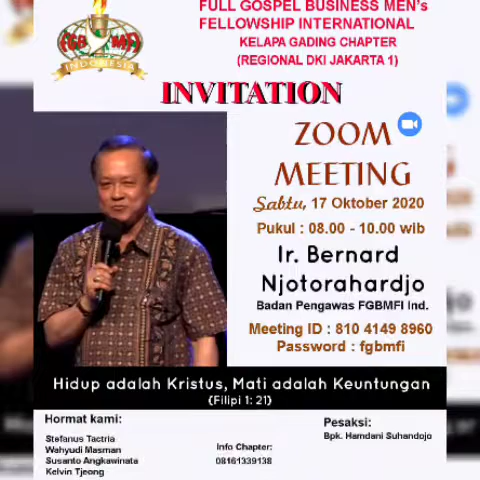 FULL GOSPEL BUSINESS MEN's
FELLOWSHIP INTERNATIONAL
KELAPA GADING CHAPTER
(REGIONAL DKI JAKARTA 1)
FGB MFI
INDONESIA
INVITATION
ZOOM
MEETING
Sabtu, 17 Oktober 2020
Pukul : 08.00 - 10.00 wib
Ir. Bernard
Njotorahardjo
Badan Pengawas FGBMFI Ind.
Meeting ID : 810 4149 8960
Password : fgbmfi
Hidup adalah Kristus, Mati adalah Keuntungan
{Filipi 1: 21}
Hormat kami:
Stefanus Tactria
Wahyudi Masman
Susanto Angkawinata
Kelvin Tjeong
Info Chapter:
08161339138
Pesaksi:
Bpk. Hamdani Suhandojo